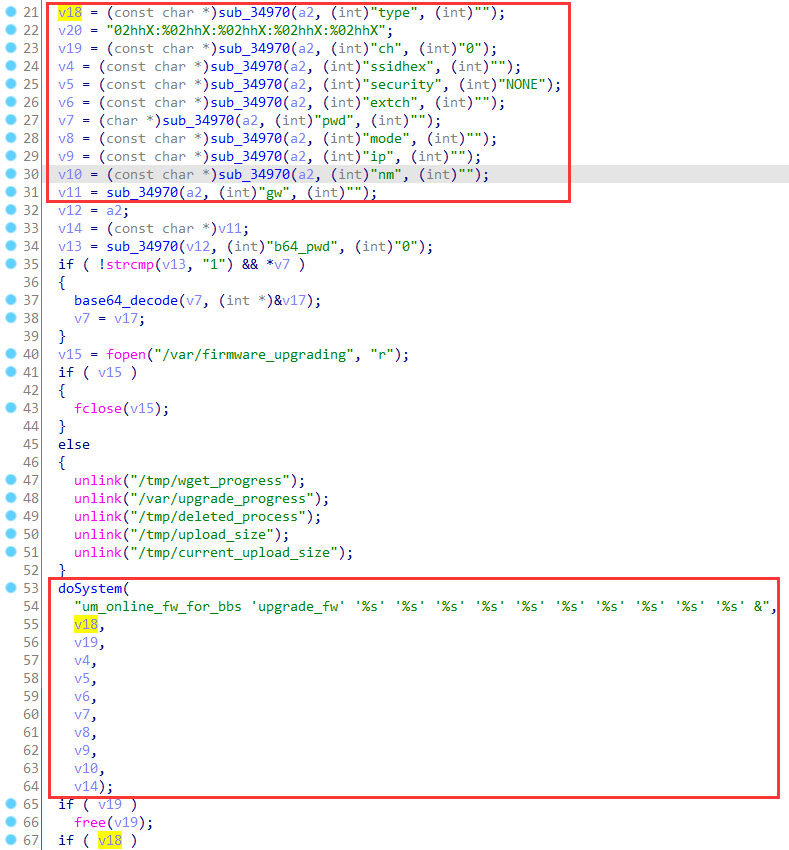 21 v18 = (const char *)sub_34970(a2, (int)"type", (int)"");
22 v20 = "02hhX:%02hhX:%02hhX:%02hhX:%02hhX";
23 v19 = (const char *)sub_34970(a2, (int)"ch", (int)"0");
24 v4 = (const char *)sub_34970(a2, (int)"ssidhex", (int)"");
25 v5 = (const char *)sub_34970(a2, (int)"security", (int)"NONE");
26 v6 = (const char *)sub_34970(a2, (int)"extch", (int)"");
27 v7 = (char *)sub_34970(a2, (int)"pwd", (int)"");
28 v8 = (const char *)sub_34970(a2, (int)"mode", (int)"");
29 v9 = (const char *)sub_34970(a2, (int)"ip", (int)"");
30 v10 = (const char *)sub_34970(a2, (int)"nm", (int)"");
31 v11 = sub_34970(a2, (int)"gw", (int)"");
32 v12 = a2;
33 v14 = (const char *)v11;
34 v13 = sub_34970(v12, (int)"b64_pwd", (int)"0");
35 if ( !strcmp(v13, "1") && *v7 )
36 {
37 base64_decode(v7, (int *)&v17);
38 v7 = v17;
39 }
40 v15 = fopen("/var/firmware_upgrading", "r");
41 if ( v15 )
42 {
43 fclose(v15);
44 }
45 else
46 {
47 unlink("/tmp/wget_progress");
48 unlink("/var/upgrade_progress");
49 unlink("/tmp/deleted_process");
50 unlink("/tmp/upload_size");
51 unlink("/tmp/current_upload_size");
52 }
53 doSystem(
54 "um_online_fw_for_bbs 'upgrade_fw' '%s' '%s' '%s' '%s' '%s' '%s' '%s' '%s' '%s' '%s' &",
55 v18,
56 v19,
57 v4,
58 v5,
59 v6,
60 v7,
61 v8,
62 v9,
63 v10,
64 v14);
65 if ( v19 )
66 free(v19);
67 if ( v18 )